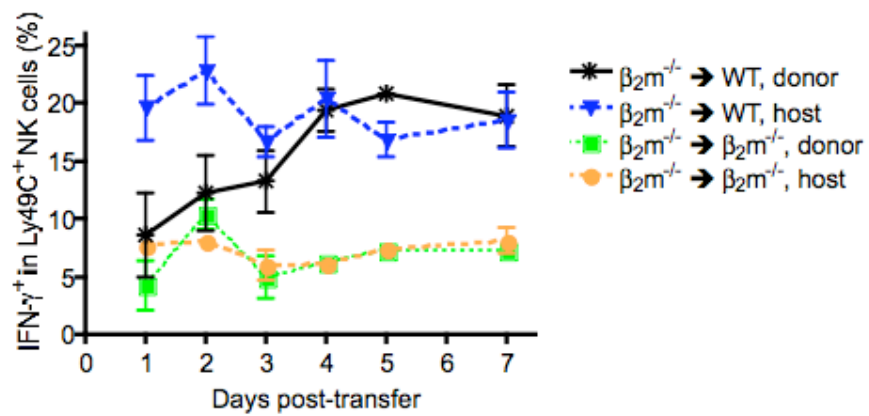 IFN-γ⁺ in Ly49C⁺ NK cells (%)
25
20
15
10
5
0
0 1 2 3 4 5 6 7
Days post-transfer
β₂m⁻/⁻ ➔ WT, donor
β₂m⁻/⁻ ➔ WT, host
β₂m⁻/⁻ ➔ β₂m⁻/⁻, donor
β₂m⁻/⁻ ➔ β₂m⁻/⁻, host